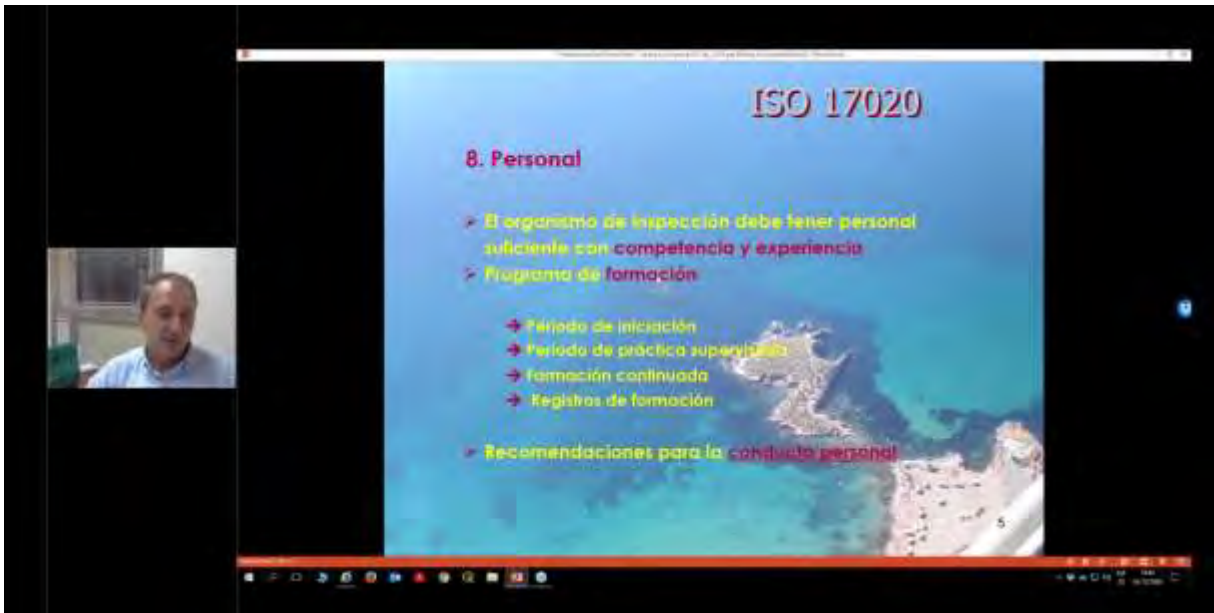 ISO 17020
8. Personal
➢ El organismo de inspección debe tener personal
suficiente con competencia y experiencia
➢ Programa de formación
➔ Periodo de iniciación
➔ Periodo de práctica supervisada
➔ Formación continuada
➔ Registros de formación
➢ Recomendaciones para la conducta personal
5